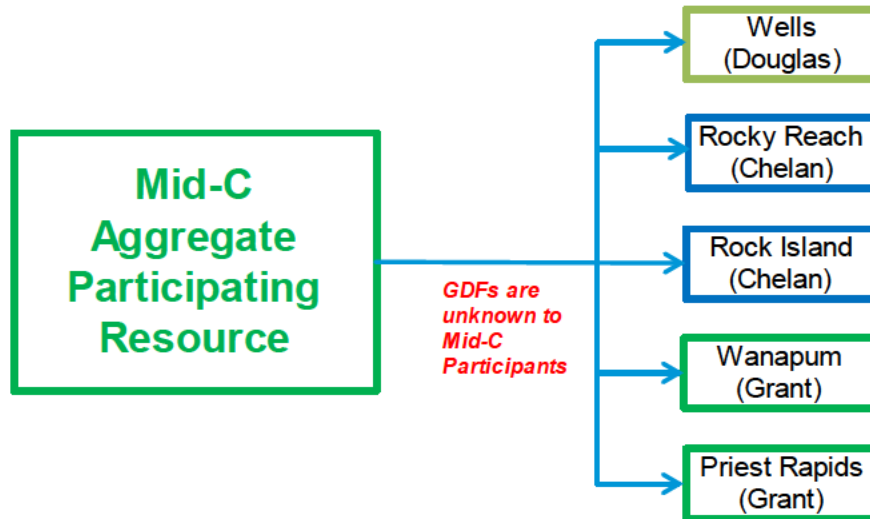 Mid-C
Aggregate
Participating
Resource
GDFs are
unknown to
Mid-C
Participants
Wells
(Douglas)
Rocky Reach
(Chelan)
Rock Island
(Chelan)
Wanapum
(Grant)
Priest Rapids
(Grant)